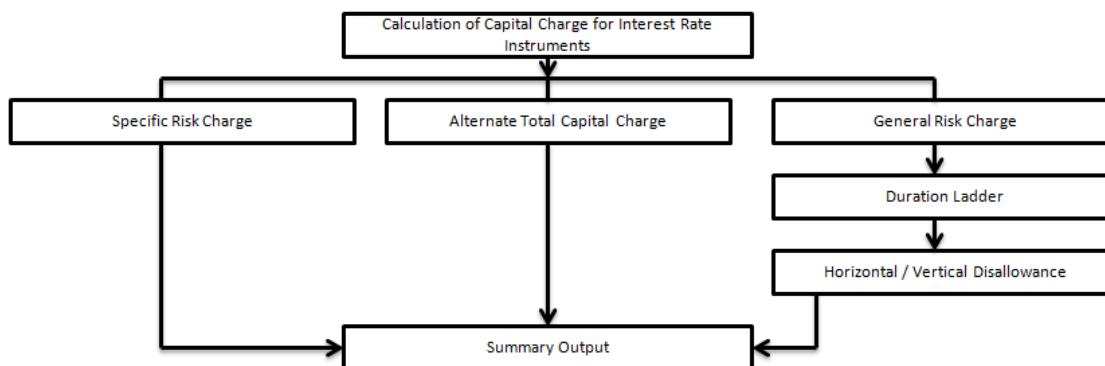 Calculation of Capital Charge for Interest Rate
Instruments
Specific Risk Charge
Alternate Total Capital Charge
General Risk Charge
Duration Ladder
Horizontal / Vertical Disallowance
Summary Output